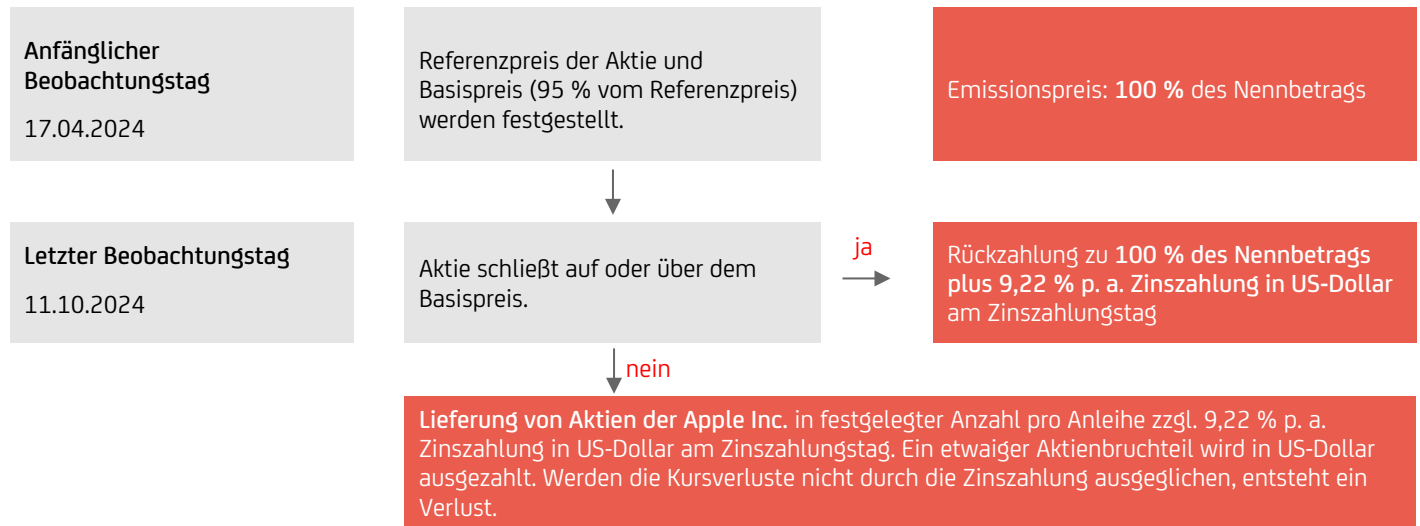 Anfänglicher
Beobachtungstag
17.04.2024
Referenzpreis der Aktie und
Basispreis (95 % vom Referenzpreis)
werden festgestellt.
Emissionspreis: 100 % des Nennbetrags
Letzter Beobachtungstag
11.10.2024
Aktie schließt auf oder über dem
Basispreis.
ja
Rückzahlung zu 100 % des Nennbetrags
plus 9,22 % p. a. Zinszahlung in US-Dollar
am Zinszahlungstag
nein
Lieferung von Aktien der Apple Inc. in festgelegter Anzahl pro Anleihe zzgl. 9,22 % p. a.
Zinszahlung in US-Dollar am Zinszahlungstag. Ein etwaiger Aktienbruchteil wird in US-Dollar
ausgezahlt. Werden die Kursverluste nicht durch die Zinszahlung ausgeglichen, entsteht ein
Verlust.